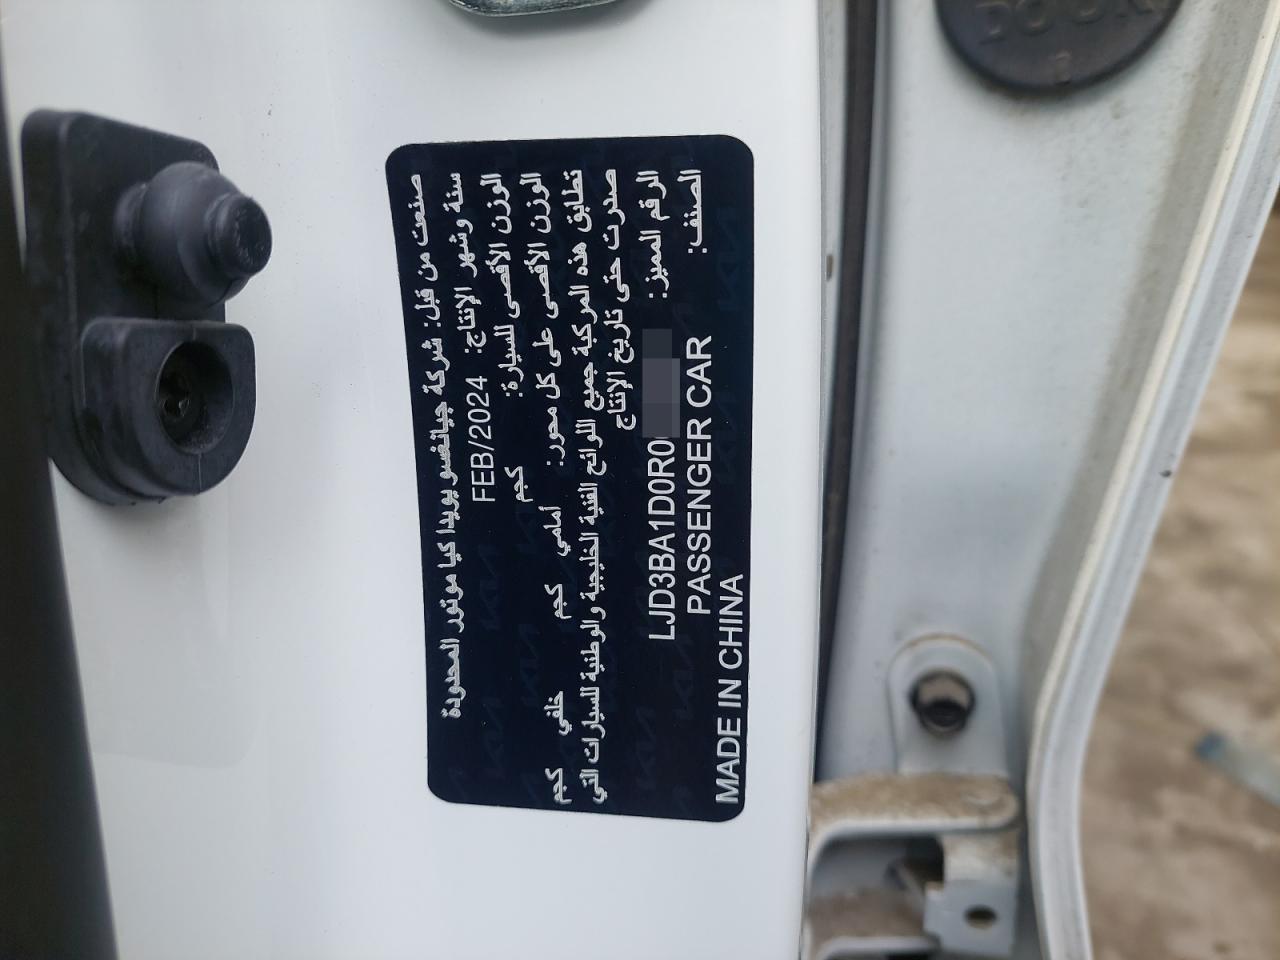 صنعت من قبل: شركة جيانغسو يويدا كيا موتور المحدودة
سنة وشهر الإنتاج: FEB/2024
الوزن الأقصى للسيارة: كجم
الوزن الأقصى على كل محور: أمامي كجم خلفي كجم
تطابق هذه المركبة جميع اللوائح الفنية الخليجية والوطنية للسيارات التي
صدرت حتى تاريخ الإنتاج
الرقم المميز: LJD3BA1D0R0
الصنف: PASSENGER CAR
MADE IN CHINA
DOOR